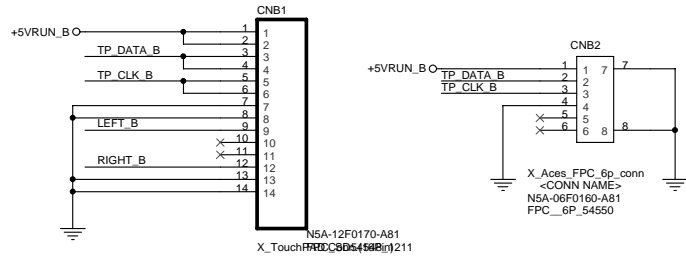 CNB1
+5VRUN_B
1 1
2 2
TP_DATA_B 3 3
4 4
TP_CLK_B 5 5
6 6
7 7
8 8
LEFT_B 9 9
10 10
11 11
RIGHT_B 12 12
13 13
14 14
N5A-12F0170-A81
X_TouchPAD
CNB2
+5VRUN_B 1 1 7 7
TP_DATA_B 2 2
TP_CLK_B 3 3
4 4
5 5
6 6 8 8
X_Aces_FPC_6p_conn
<CONN NAME>
N5A-06F0160-A81
FPC__6P_54550